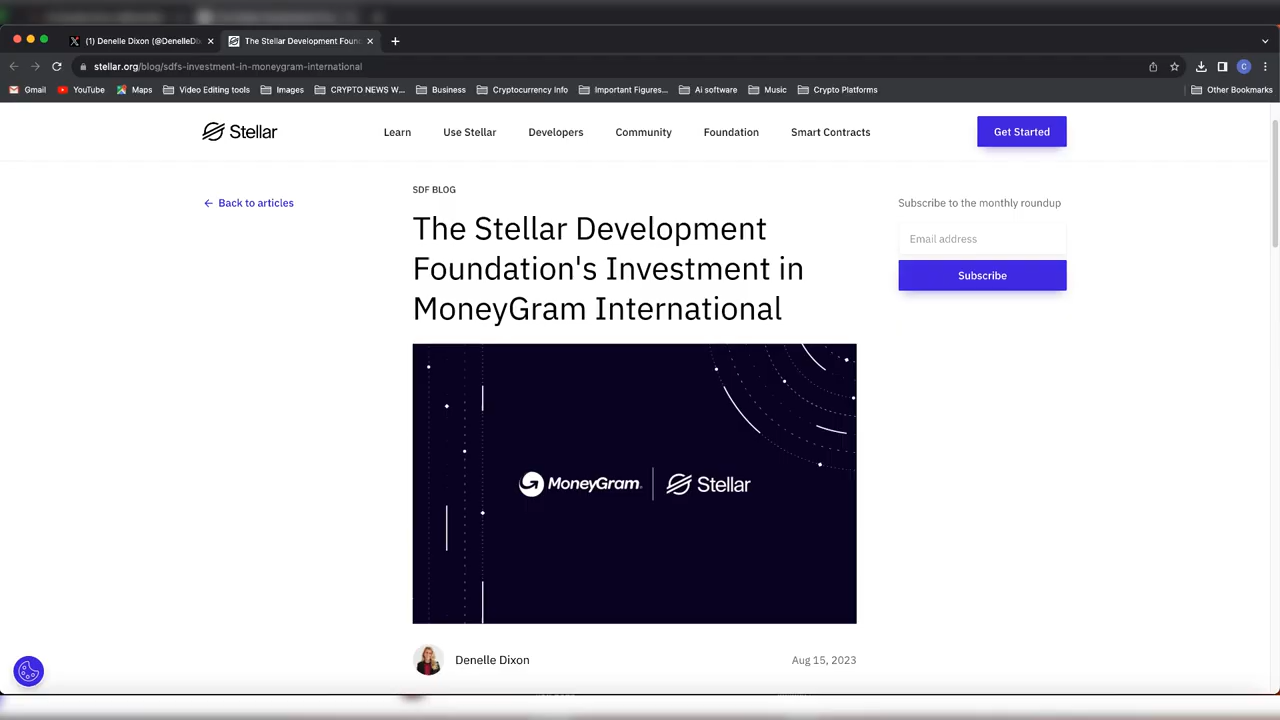 (1) Denelle Dixon (@DenelleDi
The Stellar Development Foun
stellar.org/blog/sdfs-investment-in-moneygram-international
C
Gmail
YouTube
Maps
Video Editing tools
Images
CRYPTO NEWS W...
Business
Cryptocurrency Info
Important Figures...
Ai software
Music
Crypto Platforms
Other Bookmarks
Stellar
Learn
Use Stellar
Developers
Community
Foundation
Smart Contracts
Get Started
← Back to articles
SDF BLOG
The Stellar Development
Foundation's Investment in
MoneyGram International
Subscribe to the monthly roundup
Email address
Subscribe
MoneyGram
Stellar
Denelle Dixon
Aug 15, 2023